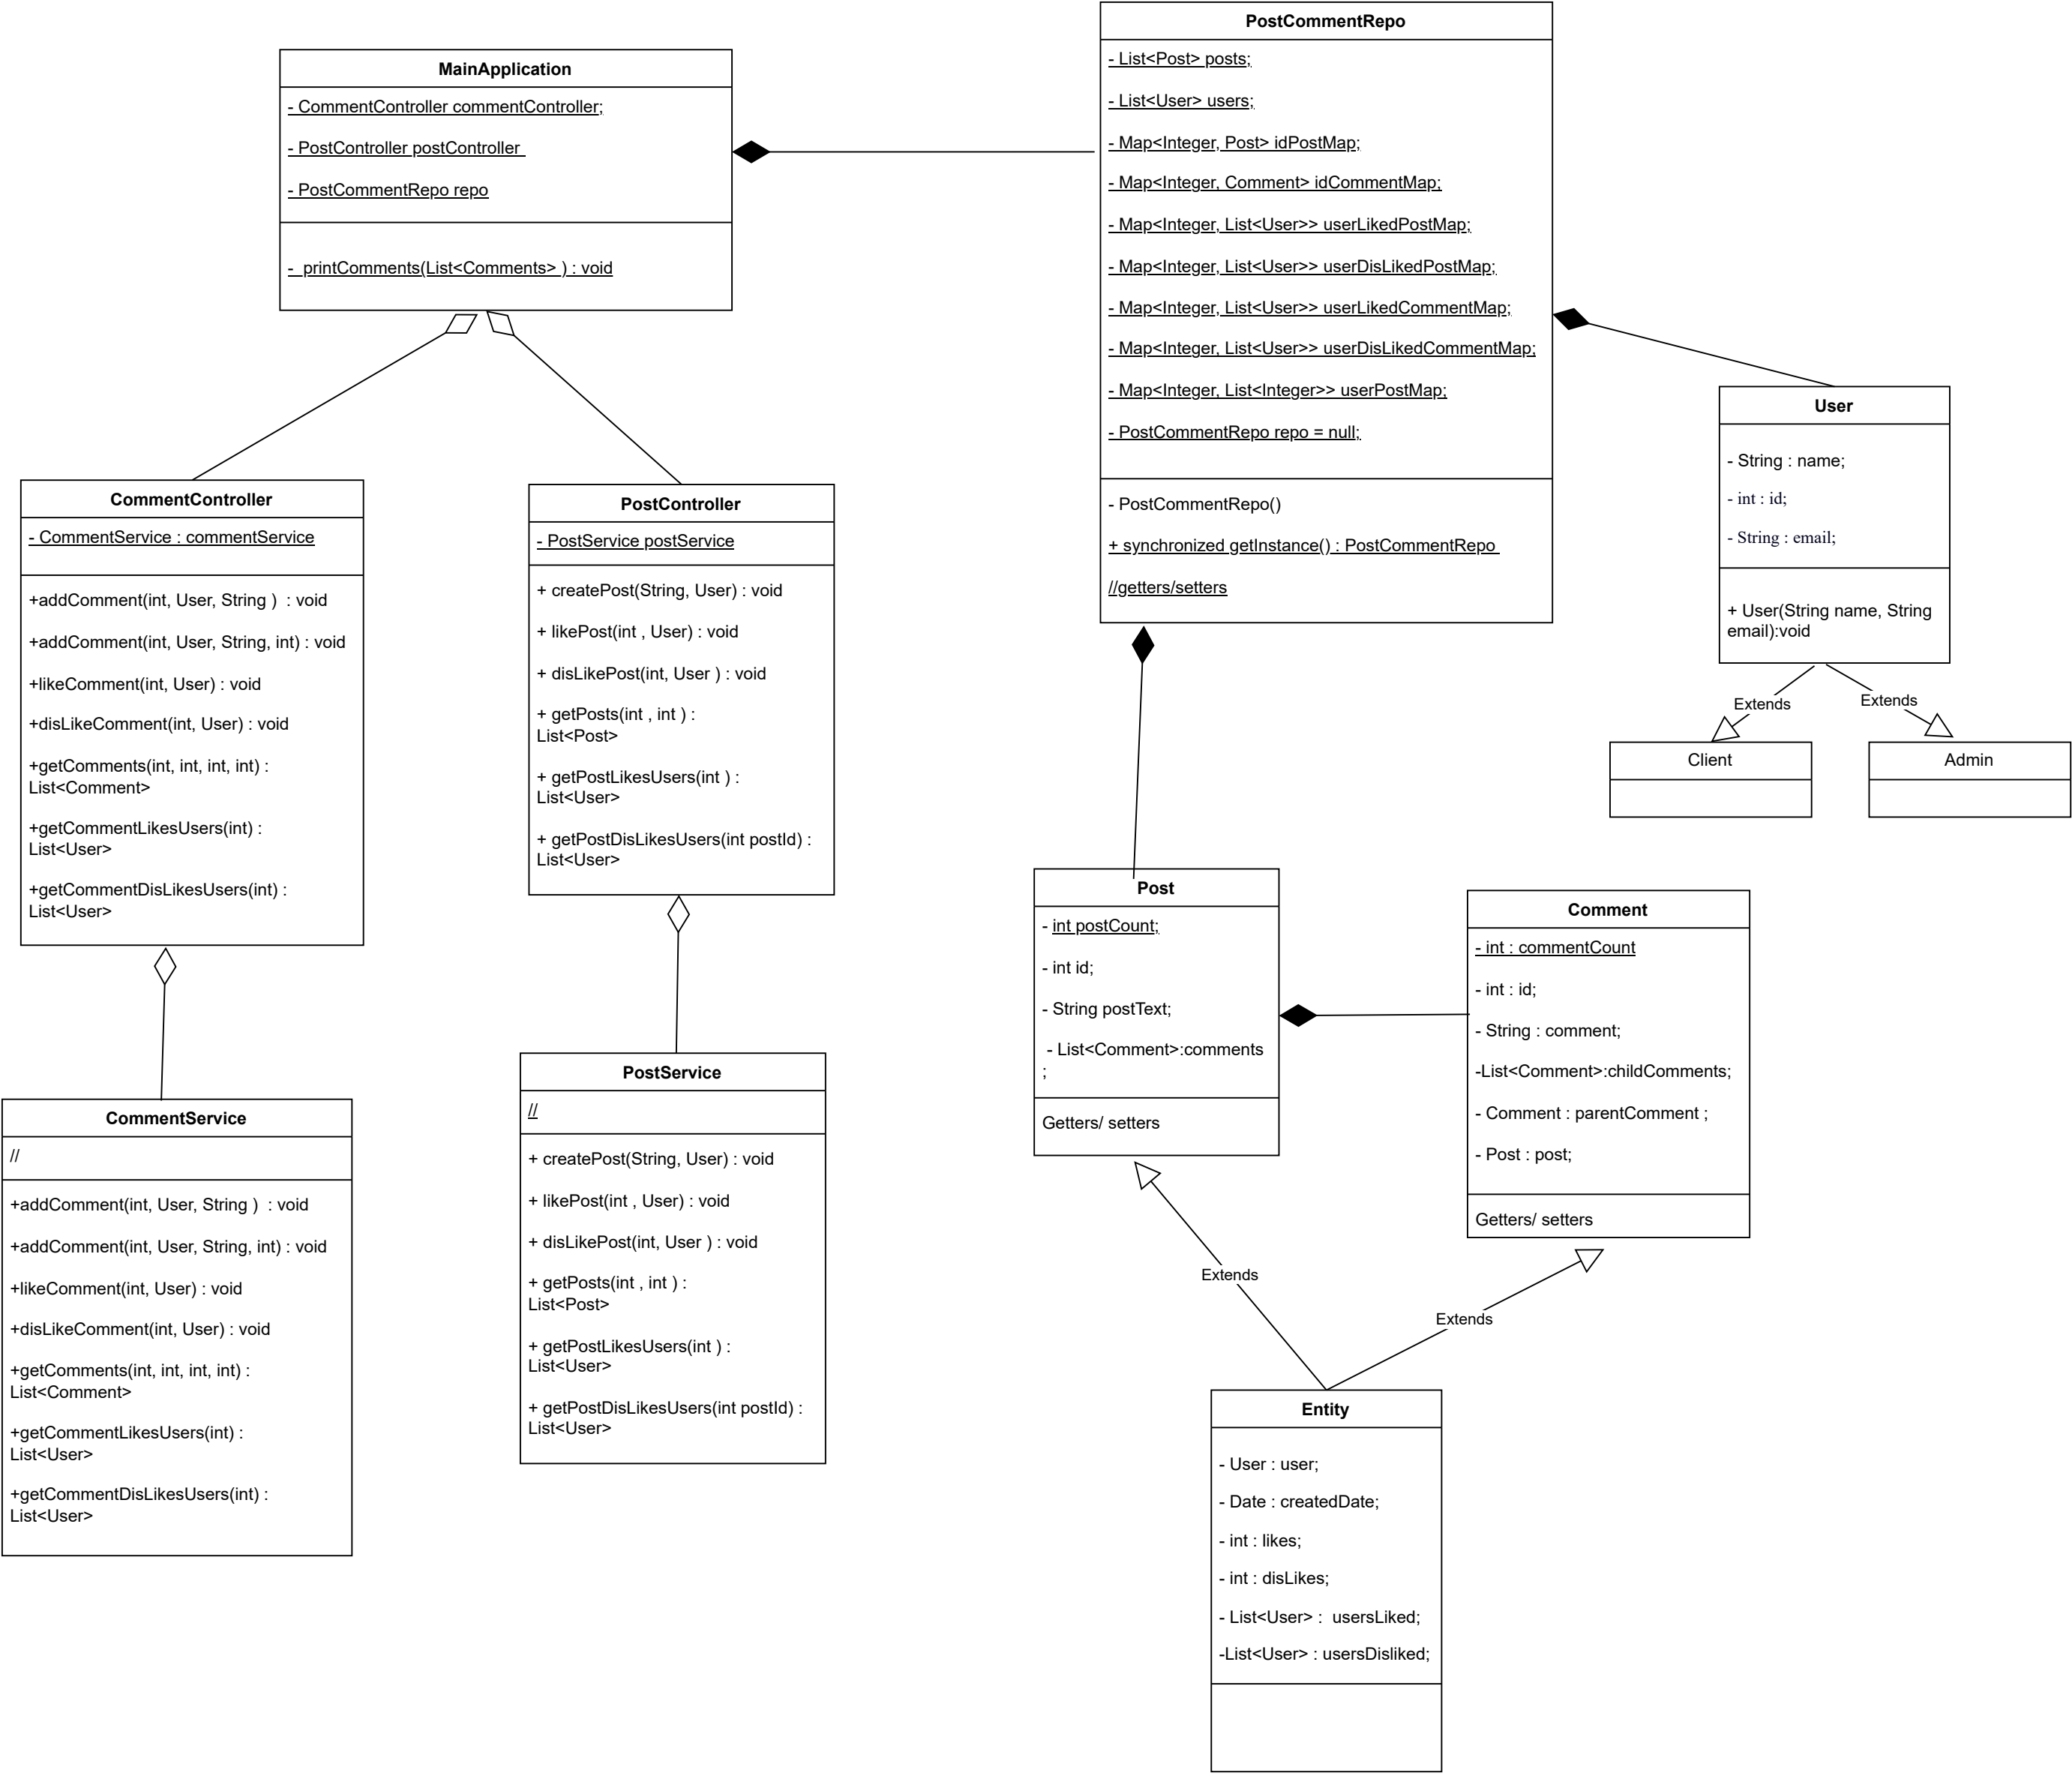 MainApplication
- CommentController commentController;
- PostController postController
- PostCommentRepo repo
- printComments(List<Comments> ) : void
PostCommentRepo
- List<Post> posts;
- List<User> users;
- Map<Integer, Post> idPostMap;
- Map<Integer, Comment> idCommentMap;
- Map<Integer, List<User>> userLikedPostMap;
- Map<Integer, List<User>> userDisLikedPostMap;
- Map<Integer, List<User>> userLikedCommentMap;
- Map<Integer, List<User>> userDisLikedCommentMap;
- Map<Integer, List<Integer>> userPostMap;
- PostCommentRepo repo = null;
- PostCommentRepo()
+ synchronized getInstance() : PostCommentRepo
//getters/setters
User
- String : name;
- int : id;
- String : email;
+ User(String name, String
email):void
Extends
Extends
Client
Admin
CommentController
- CommentService : commentService
+addComment(int, User, String ) : void
+addComment(int, User, String, int) : void
+likeComment(int, User) : void
+disLikeComment(int, User) : void
+getComments(int, int, int, int) :
List<Comment>
+getCommentLikesUsers(int) :
List<User>
+getCommentDisLikesUsers(int) :
List<User>
PostController
- PostService postService
+ createPost(String, User) : void
+ likePost(int , User) : void
+ disLikePost(int, User ) : void
+ getPosts(int , int ) :
List<Post>
+ getPostLikesUsers(int ) :
List<User>
+ getPostDisLikesUsers(int postId) :
List<User>
CommentService
//
+addComment(int, User, String ) : void
+addComment(int, User, String, int) : void
+likeComment(int, User) : void
+disLikeComment(int, User) : void
+getComments(int, int, int, int) :
List<Comment>
+getCommentLikesUsers(int) :
List<User>
+getCommentDisLikesUsers(int) :
List<User>
PostService
//
+ createPost(String, User) : void
+ likePost(int , User) : void
+ disLikePost(int, User ) : void
+ getPosts(int , int ) :
List<Post>
+ getPostLikesUsers(int ) :
List<User>
+ getPostDisLikesUsers(int postId) :
List<User>
Post
- int postCount;
- int id;
- String postText;
- List<Comment>:comments
;
Getters/ setters
Comment
- int : commentCount
- int : id;
- String : comment;
-List<Comment>:childComments;
- Comment : parentComment ;
- Post : post;
Getters/ setters
Extends
Extends
Entity
- User : user;
- Date : createdDate;
- int : likes;
- int : disLikes;
- List<User> : usersLiked;
-List<User> : usersDisliked;